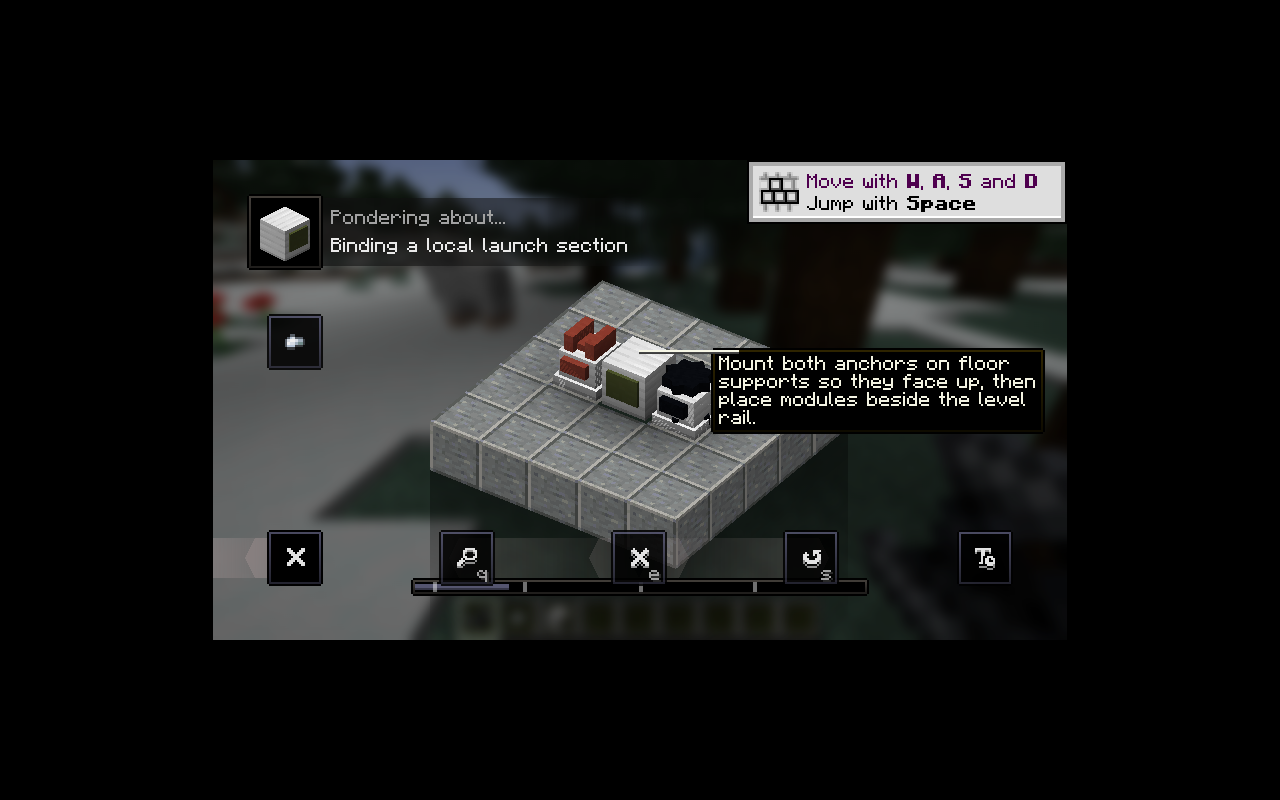 Move with W, A, S and D
Jump with Space
Pondering about...
Binding a local launch section
Mount both anchors on floor
supports so they face up, then
place modules beside the level
rail.
q
e
s
T